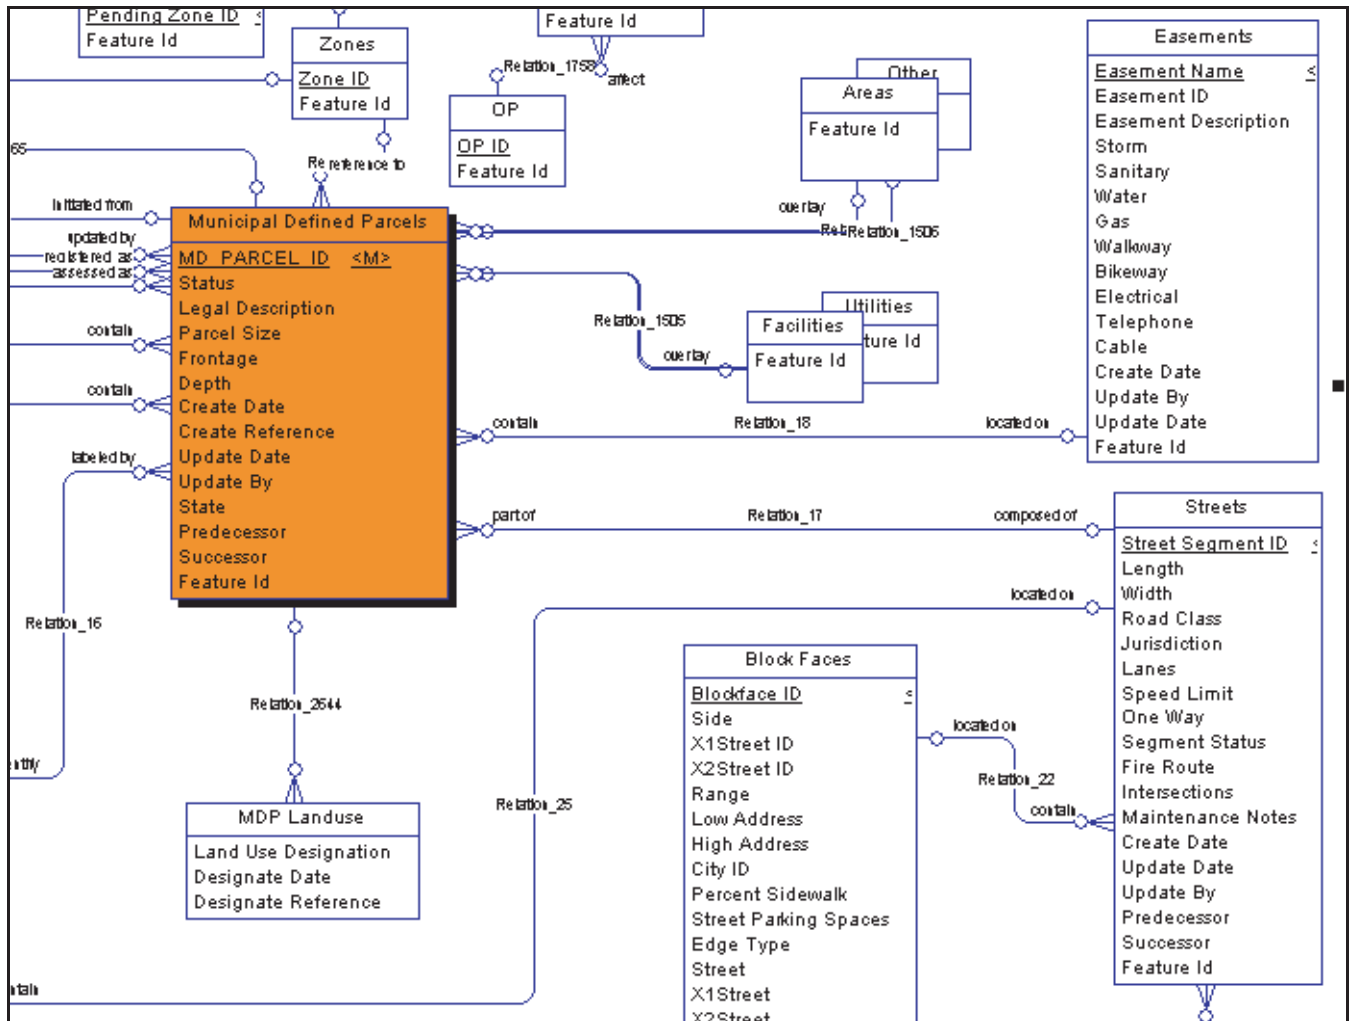 Pending Zone ID <
Feature Id
Zones
Zone ID
Feature Id
Feature Id
Relation_1758
affect
OP
OP ID
Feature Id
Other
Areas
Feature Id
Easements
Easement Name <
Easement ID
Easement Description
Storm
Sanitary
Water
Gas
Walkway
Bikeway
Electrical
Telephone
Cable
Create Date
Update By
Update Date
Feature Id
65
reference to
initiated from
updated by
registered as
assessed as
contain
contain
labeled by
Municipal Defined Parcels
MD_PARCEL_ID <M>
Status
Legal Description
Parcel Size
Frontage
Depth
Create Date
Create Reference
Update Date
Update By
State
Predecessor
Successor
Feature Id
overlay
Relation_1506
Relation_1505
overlay
Utilities
ture Id
Facilities
Feature Id
contain
Relation_18
located on
part of
Relation_17
composed of
located on
Streets
Street Segment ID <
Length
Width
Road Class
Jurisdiction
Lanes
Speed Limit
One Way
Segment Status
Fire Route
Intersections
Maintenance Notes
Create Date
Update Date
Update By
Predecessor
Successor
Feature Id
Relation_16
Relation_2644
Relation_25
MDP Landuse
Land Use Designation
Designate Date
Designate Reference
Block Faces
Blockface ID <
Side
X1Street ID
X2Street ID
Range
Low Address
High Address
City ID
Percent Sidewalk
Street Parking Spaces
Edge Type
Street
X1Street
X2Street
located on
Relation_22
contain
ntain